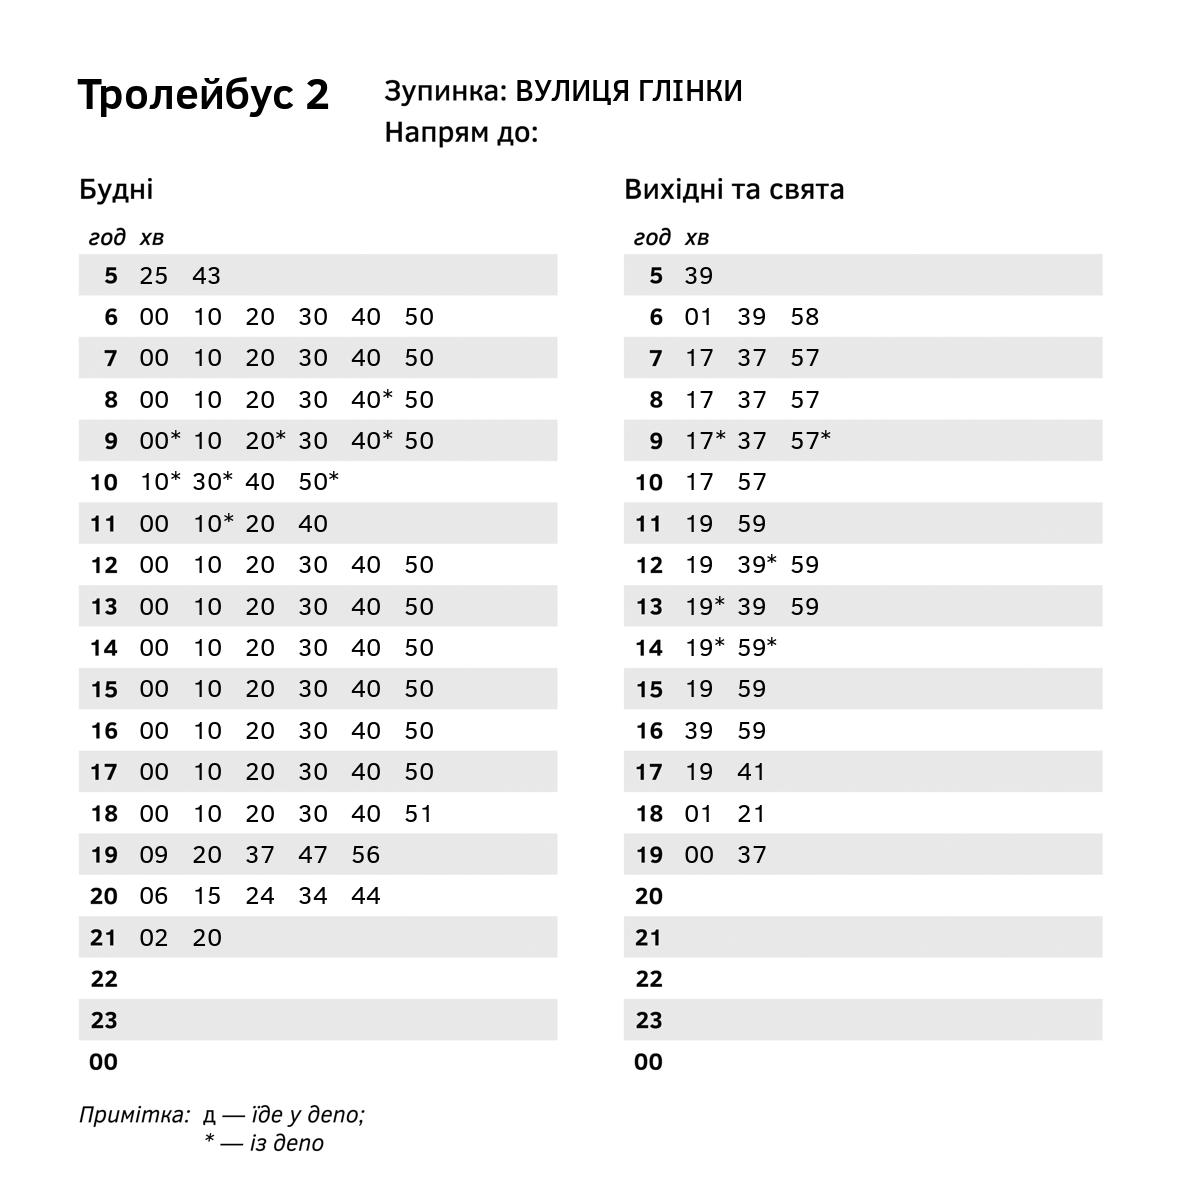 Тролейбус 2
Зупинка: ВУЛИЦЯ ГЛІНКИ
Напрям до:
Будні
год хв
5 25 43
6 00 10 20 30 40 50
7 00 10 20 30 40 50
8 00 10 20 30 40* 50
9 00* 10 20* 30 40* 50
10 10* 30* 40 50*
11 00 10* 20 40
12 00 10 20 30 40 50
13 00 10 20 30 40 50
14 00 10 20 30 40 50
15 00 10 20 30 40 50
16 00 10 20 30 40 50
17 00 10 20 30 40 50
18 00 10 20 30 40 51
19 09 20 37 47 56
20 06 15 24 34 44
21 02 20
22
23
00
Вихідні та свята
год хв
5 39
6 01 39 58
7 17 37 57
8 17 37 57
9 17* 37 57*
10 17 57
11 19 59
12 19 39* 59
13 19* 39 59
14 19* 59*
15 19 59
16 39 59
17 19 41
18 01 21
19 00 37
20
21
22
23
00
Примітка: д — їде у депо;
* — із депо